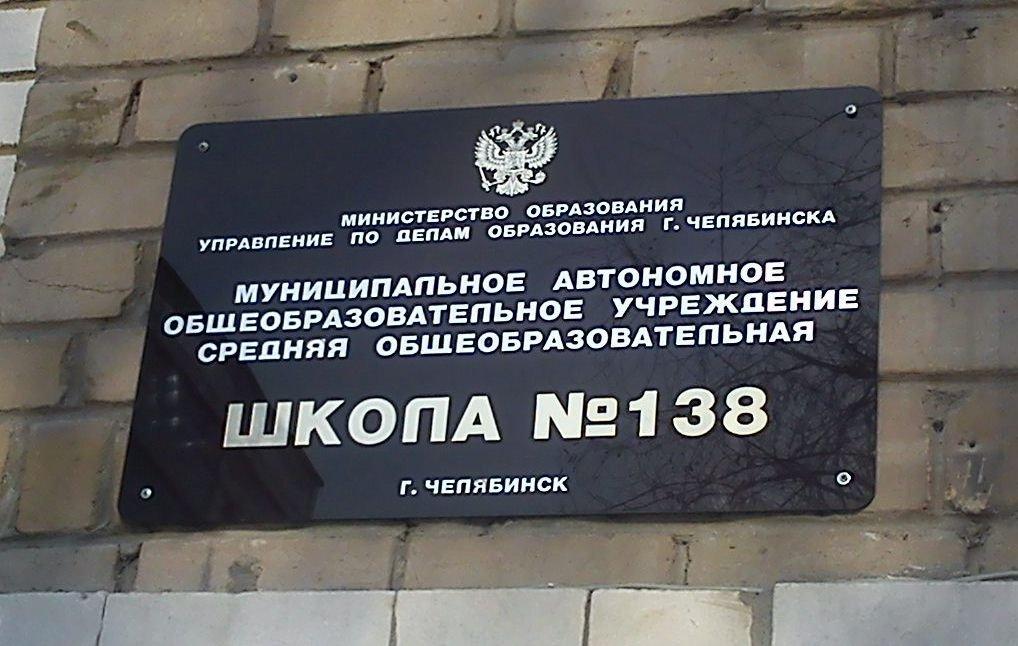 МИНИСТЕРСТВО ОБРАЗОВАНИЯ
УПРАВЛЕНИЕ ПО ДЕЛАМ ОБРАЗОВАНИЯ Г. ЧЕЛЯБИНСКА
МУНИЦИПАЛЬНОЕ АВТОНОМНОЕ
ОБЩЕОБРАЗОВАТЕЛЬНОЕ УЧРЕЖДЕНИЕ
СРЕДНЯЯ ОБЩЕОБРАЗОВАТЕЛЬНАЯ
ШКОЛА №138
Г. ЧЕЛЯБИНСК